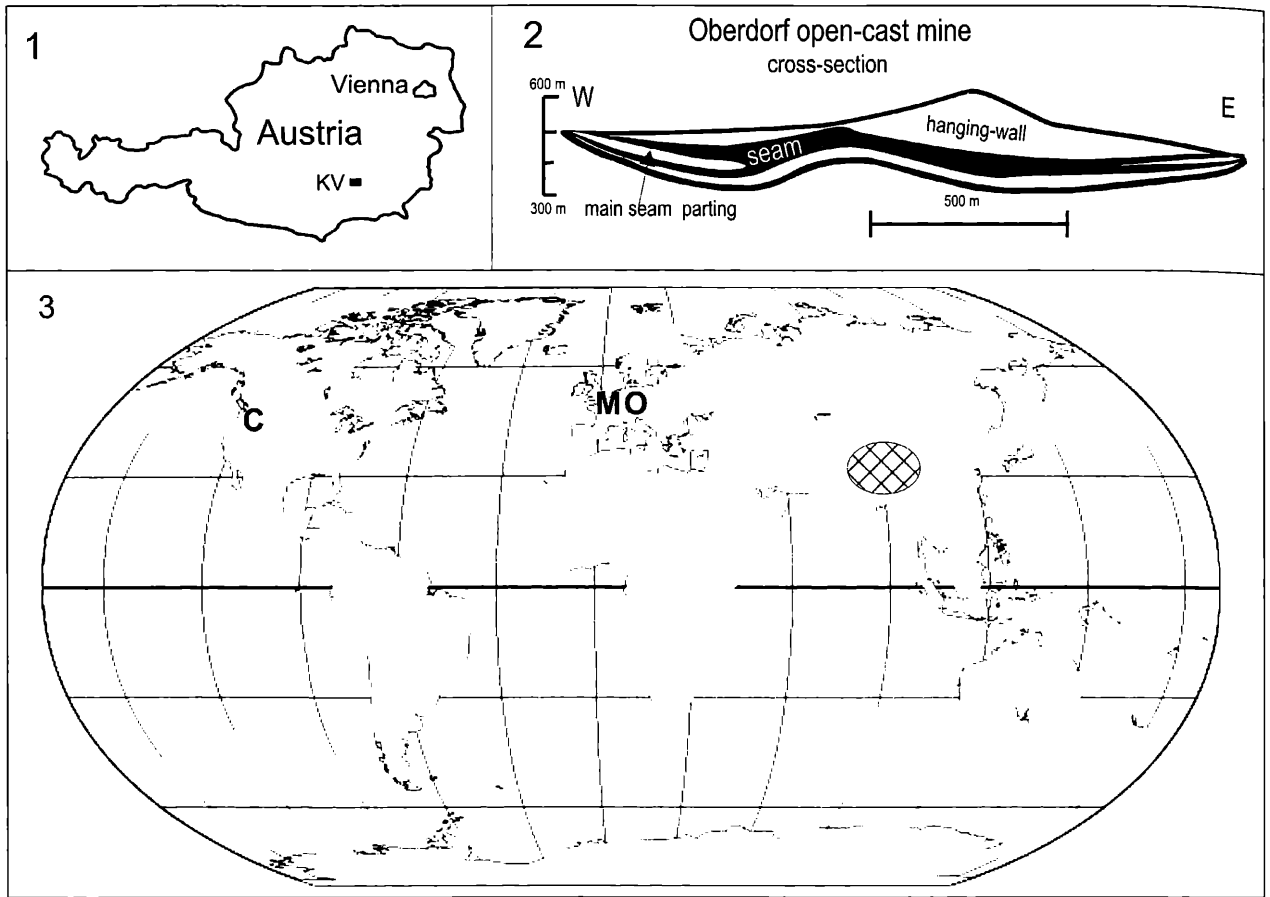 1
Vienna
Austria
KV
2
Oberdorf open-cast mine
cross-section
600 m
W
E
hanging-wall
seam
300 m
main seam parting
500 m
3
C
MO